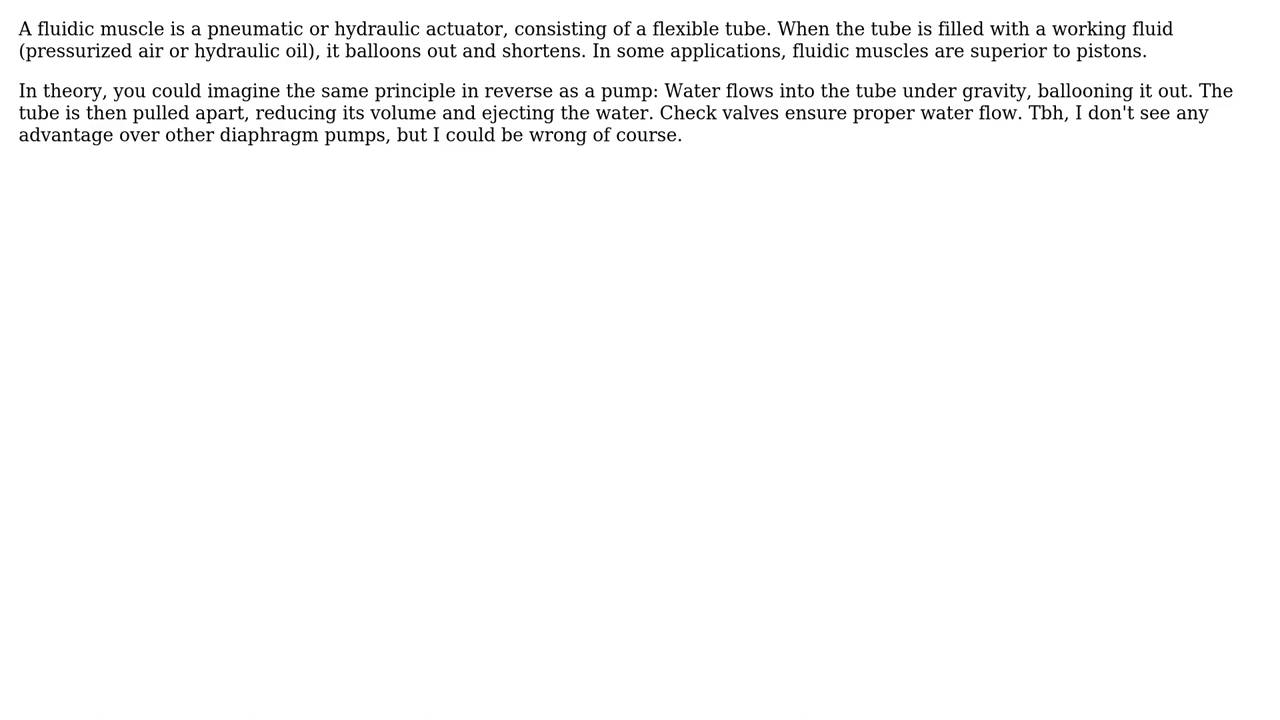 A fluidic muscle is a pneumatic or hydraulic actuator, consisting of a flexible tube. When the tube is filled with a working fluid
(pressurized air or hydraulic oil), it balloons out and shortens. In some applications, fluidic muscles are superior to pistons.
In theory, you could imagine the same principle in reverse as a pump: Water flows into the tube under gravity, ballooning it out. The
tube is then pulled apart, reducing its volume and ejecting the water. Check valves ensure proper water flow. Tbh, I don't see any
advantage over other diaphragm pumps, but I could be wrong of course.